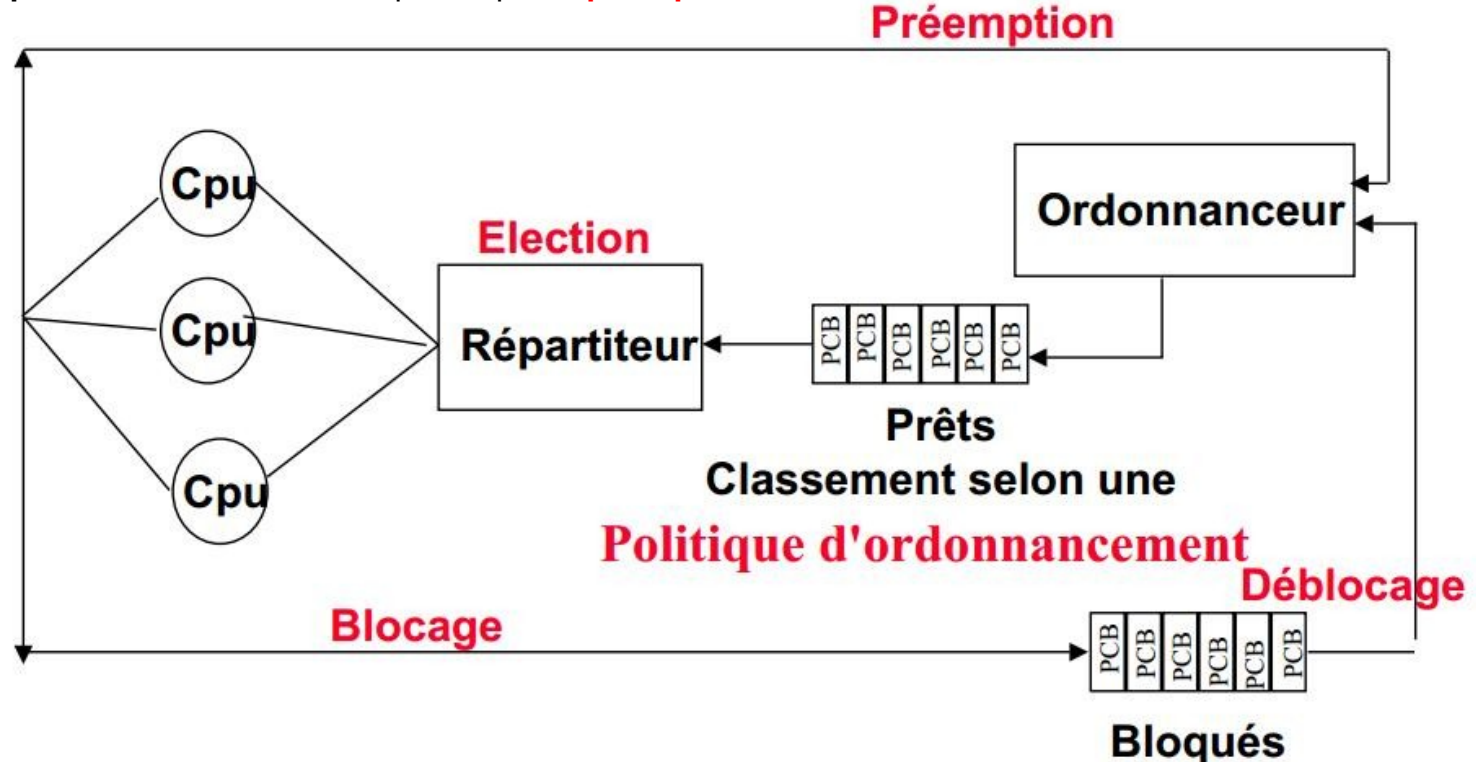 Préemption
Cpu
Ordonnanceur
Election
Cpu
Répartiteur
PCB PCB PCB PCB PCB PCB
Prêts
Classement selon une
Politique d'ordonnancement
Cpu
Déblocage
Blocage
PCB PCB PCB PCB PCB PCB
Bloqués